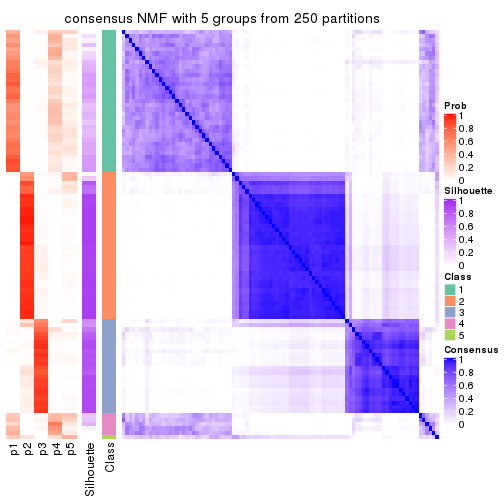 consensus NMF with 5 groups from 250 partitions
Prob
1
0.8
0.6
0.4
0.2
0
Silhouette
1
0.8
0.6
0.4
0.2
0
Class
1
2
3
4
5
Consensus
1
0.8
0.6
0.4
0.2
0
p1
p2
p3
p4
p5
Silhouette
Class